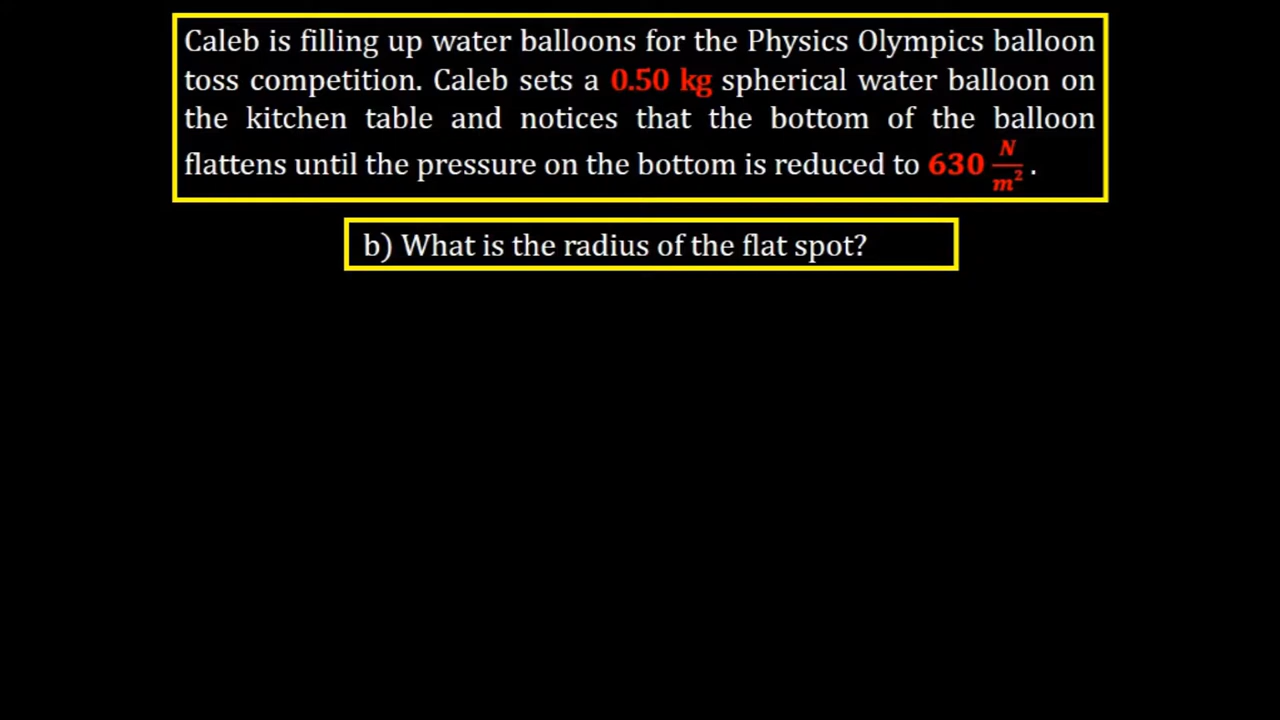 Caleb is filling up water balloons for the Physics Olympics balloon
toss competition. Caleb sets a 0.50 kg spherical water balloon on
the kitchen table and notices that the bottom of the balloon
flattens until the pressure on the bottom is reduced to 630 N/m² .
b) What is the radius of the flat spot?